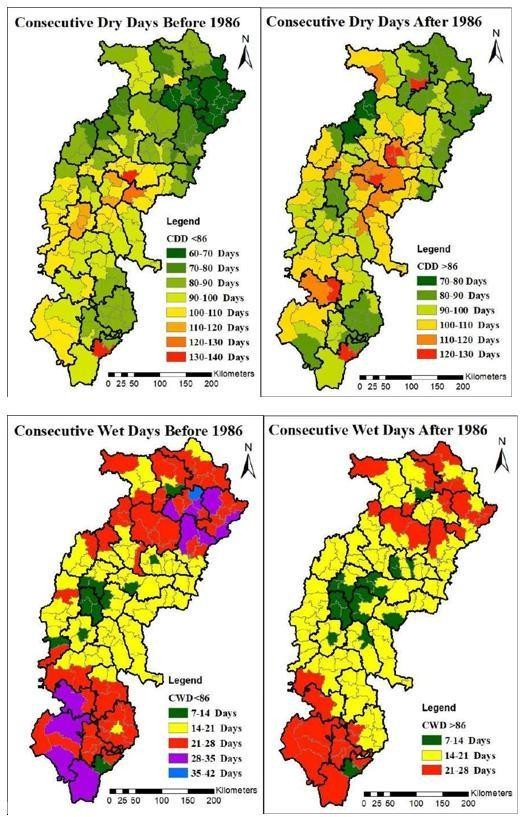 Consecutive Dry Days Before 1986
N
Legend
CDD <86
60-70 Days
70-80 Days
80-90 Days
90-100 Days
100-110 Days
110-120 Days
120-130 Days
130-140 Days
0 25 50 100 150 200
Kilometers
Consecutive Dry Days After 1986
N
Legend
CDD >86
70-80 Days
80-90 Days
90-100 Days
100-110 Days
110-120 Days
120-130 Days
0 25 50 100 150 200
Kilometers
Consecutive Wet Days Before 1986
N
Legend
CWD<86
7-14 Days
14-21 Days
21-28 Days
28-35 Days
35-42 Days
0 25 50 100 150 200
Kilometers
Consecutive Wet Days After 1986
N
Legend
CWD >86
7-14 Days
14-21 Days
21-28 Days
0 25 50 100 150 200
Kilometers